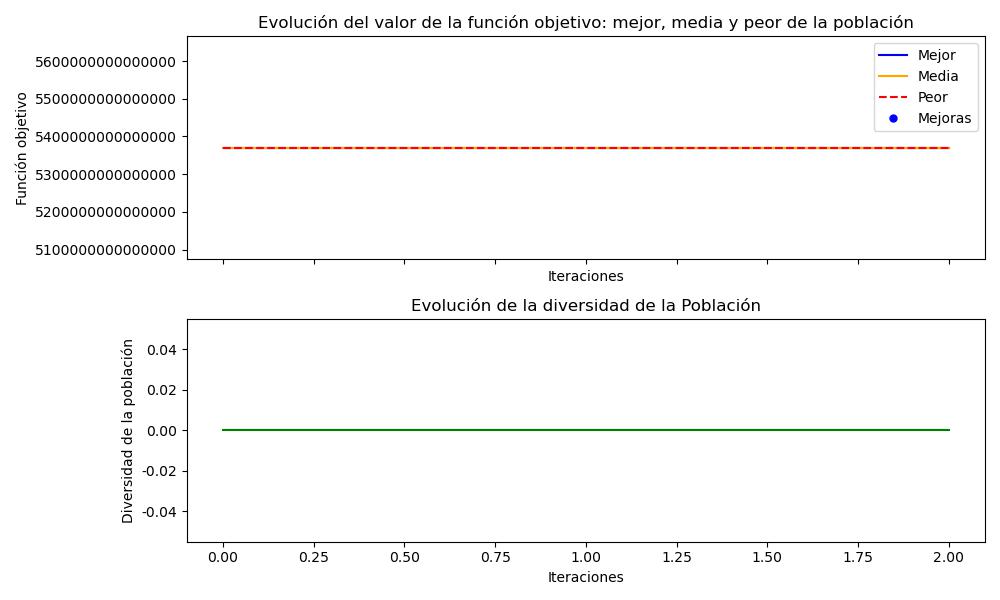 Evolución del valor de la función objetivo: mejor, media y peor de la población
Función objetivo
5600000000000000
5500000000000000
5400000000000000
5300000000000000
5200000000000000
5100000000000000
Mejor
Media
Peor
Mejoras
Iteraciones
Evolución de la diversidad de la Población
Diversidad de la población
0.04
0.02
0.00
-0.02
-0.04
0.00 0.25 0.50 0.75 1.00 1.25 1.50 1.75 2.00
Iteraciones